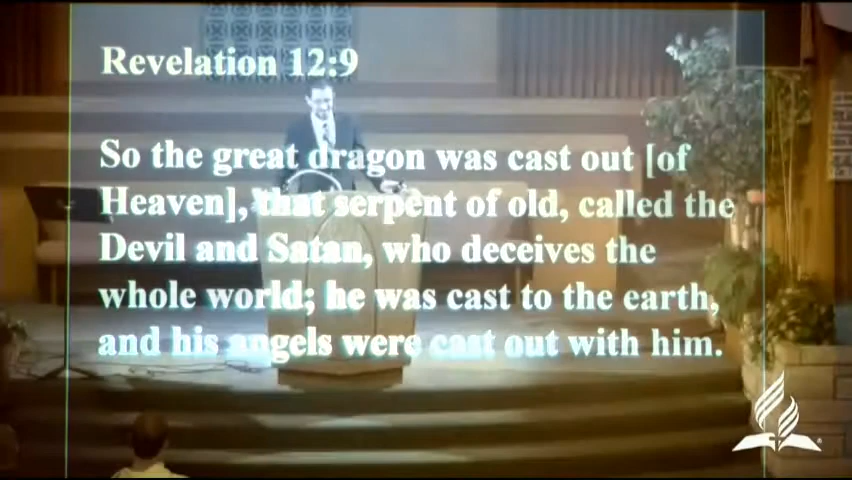 Revelation 12:9
So the great dragon was cast out [of
Heaven], that serpent of old, called the
Devil and Satan, who deceives the
whole world; he was cast to the earth,
and his angels were cast out with him.